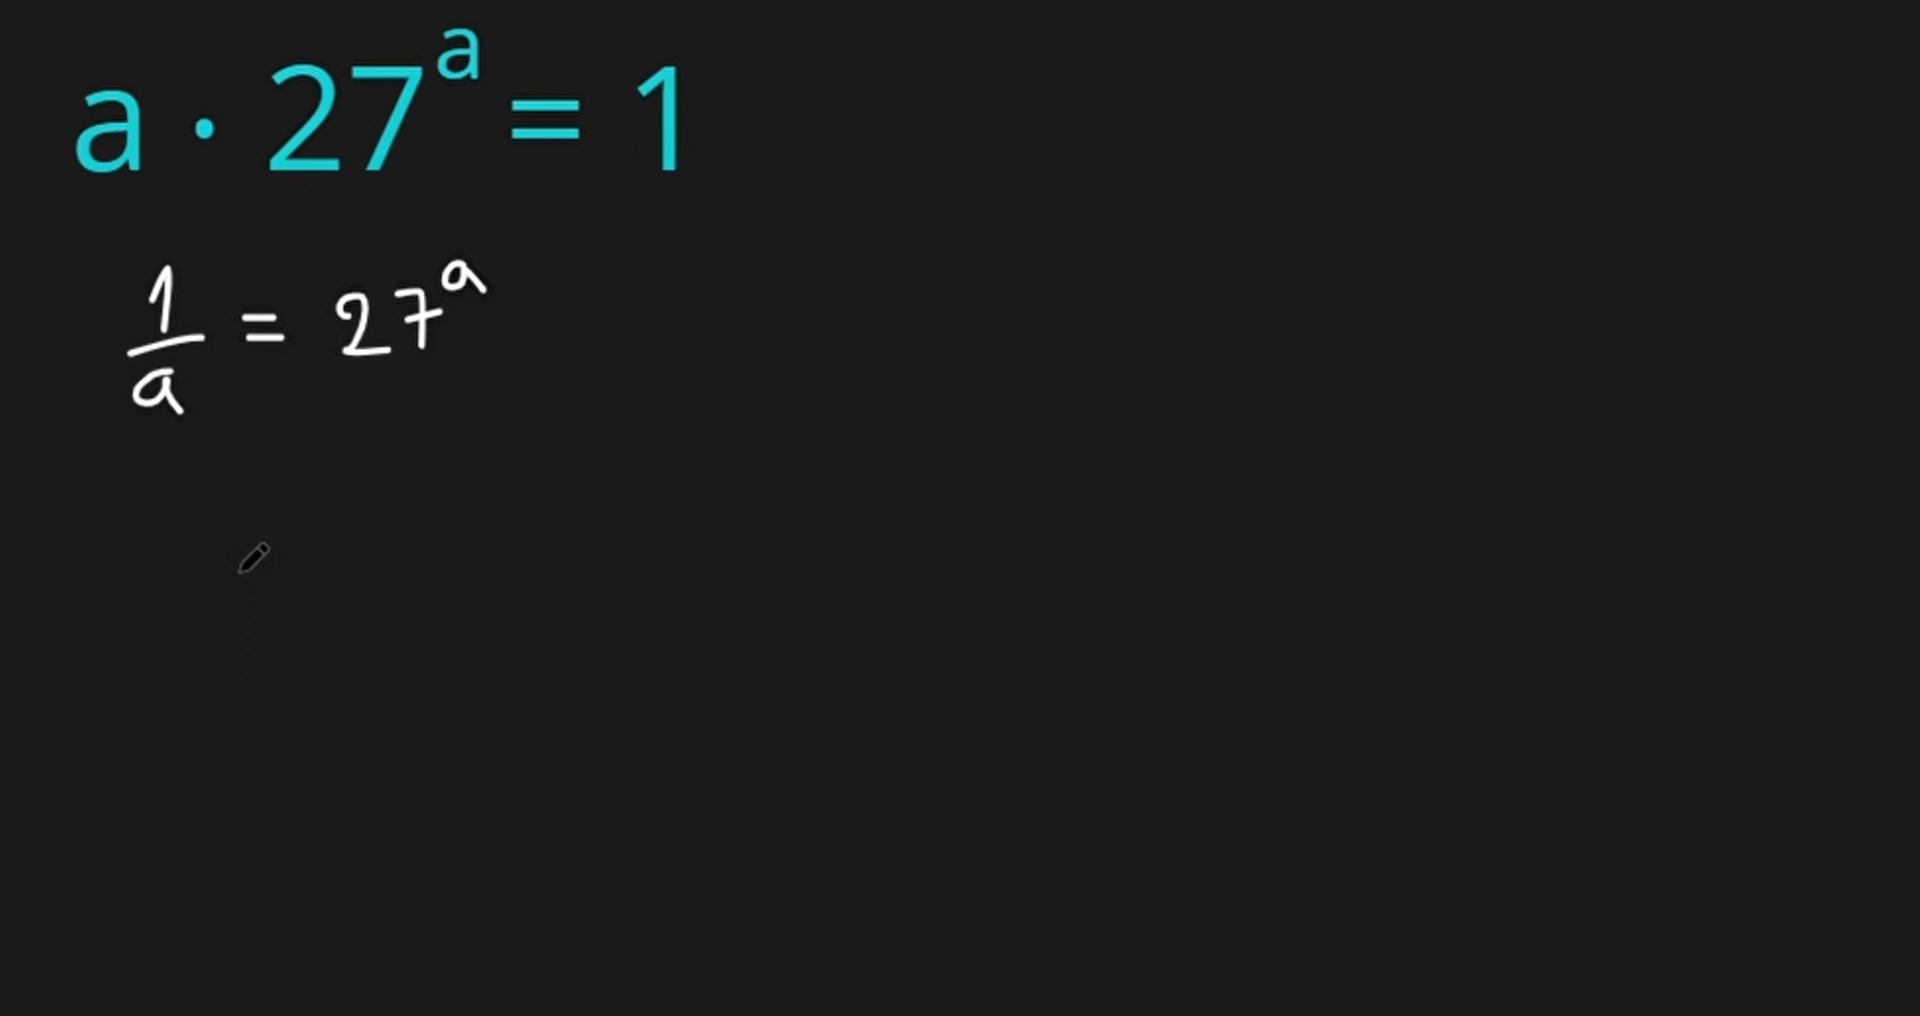 a · 27^a = 1
1/a = 27^a